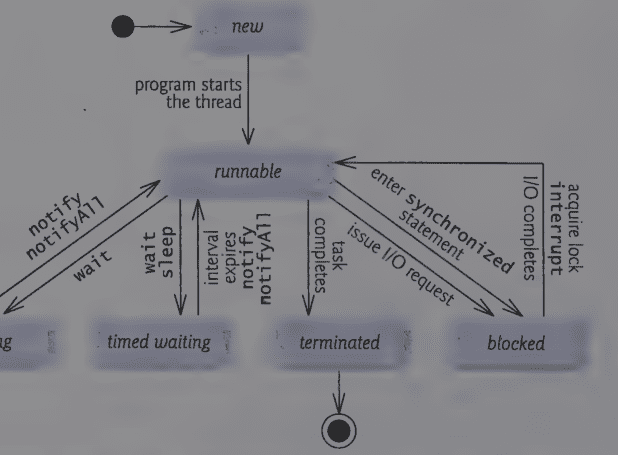 new
program starts
the thread
runnable
notify
notifyAll
wait
wait
sleep
interval
expires
notify
notifyAll
task
completes
enter synchronized
statement
issue I/O request
I/O completes
interrupt
acquire lock
timed waiting
terminated
blocked